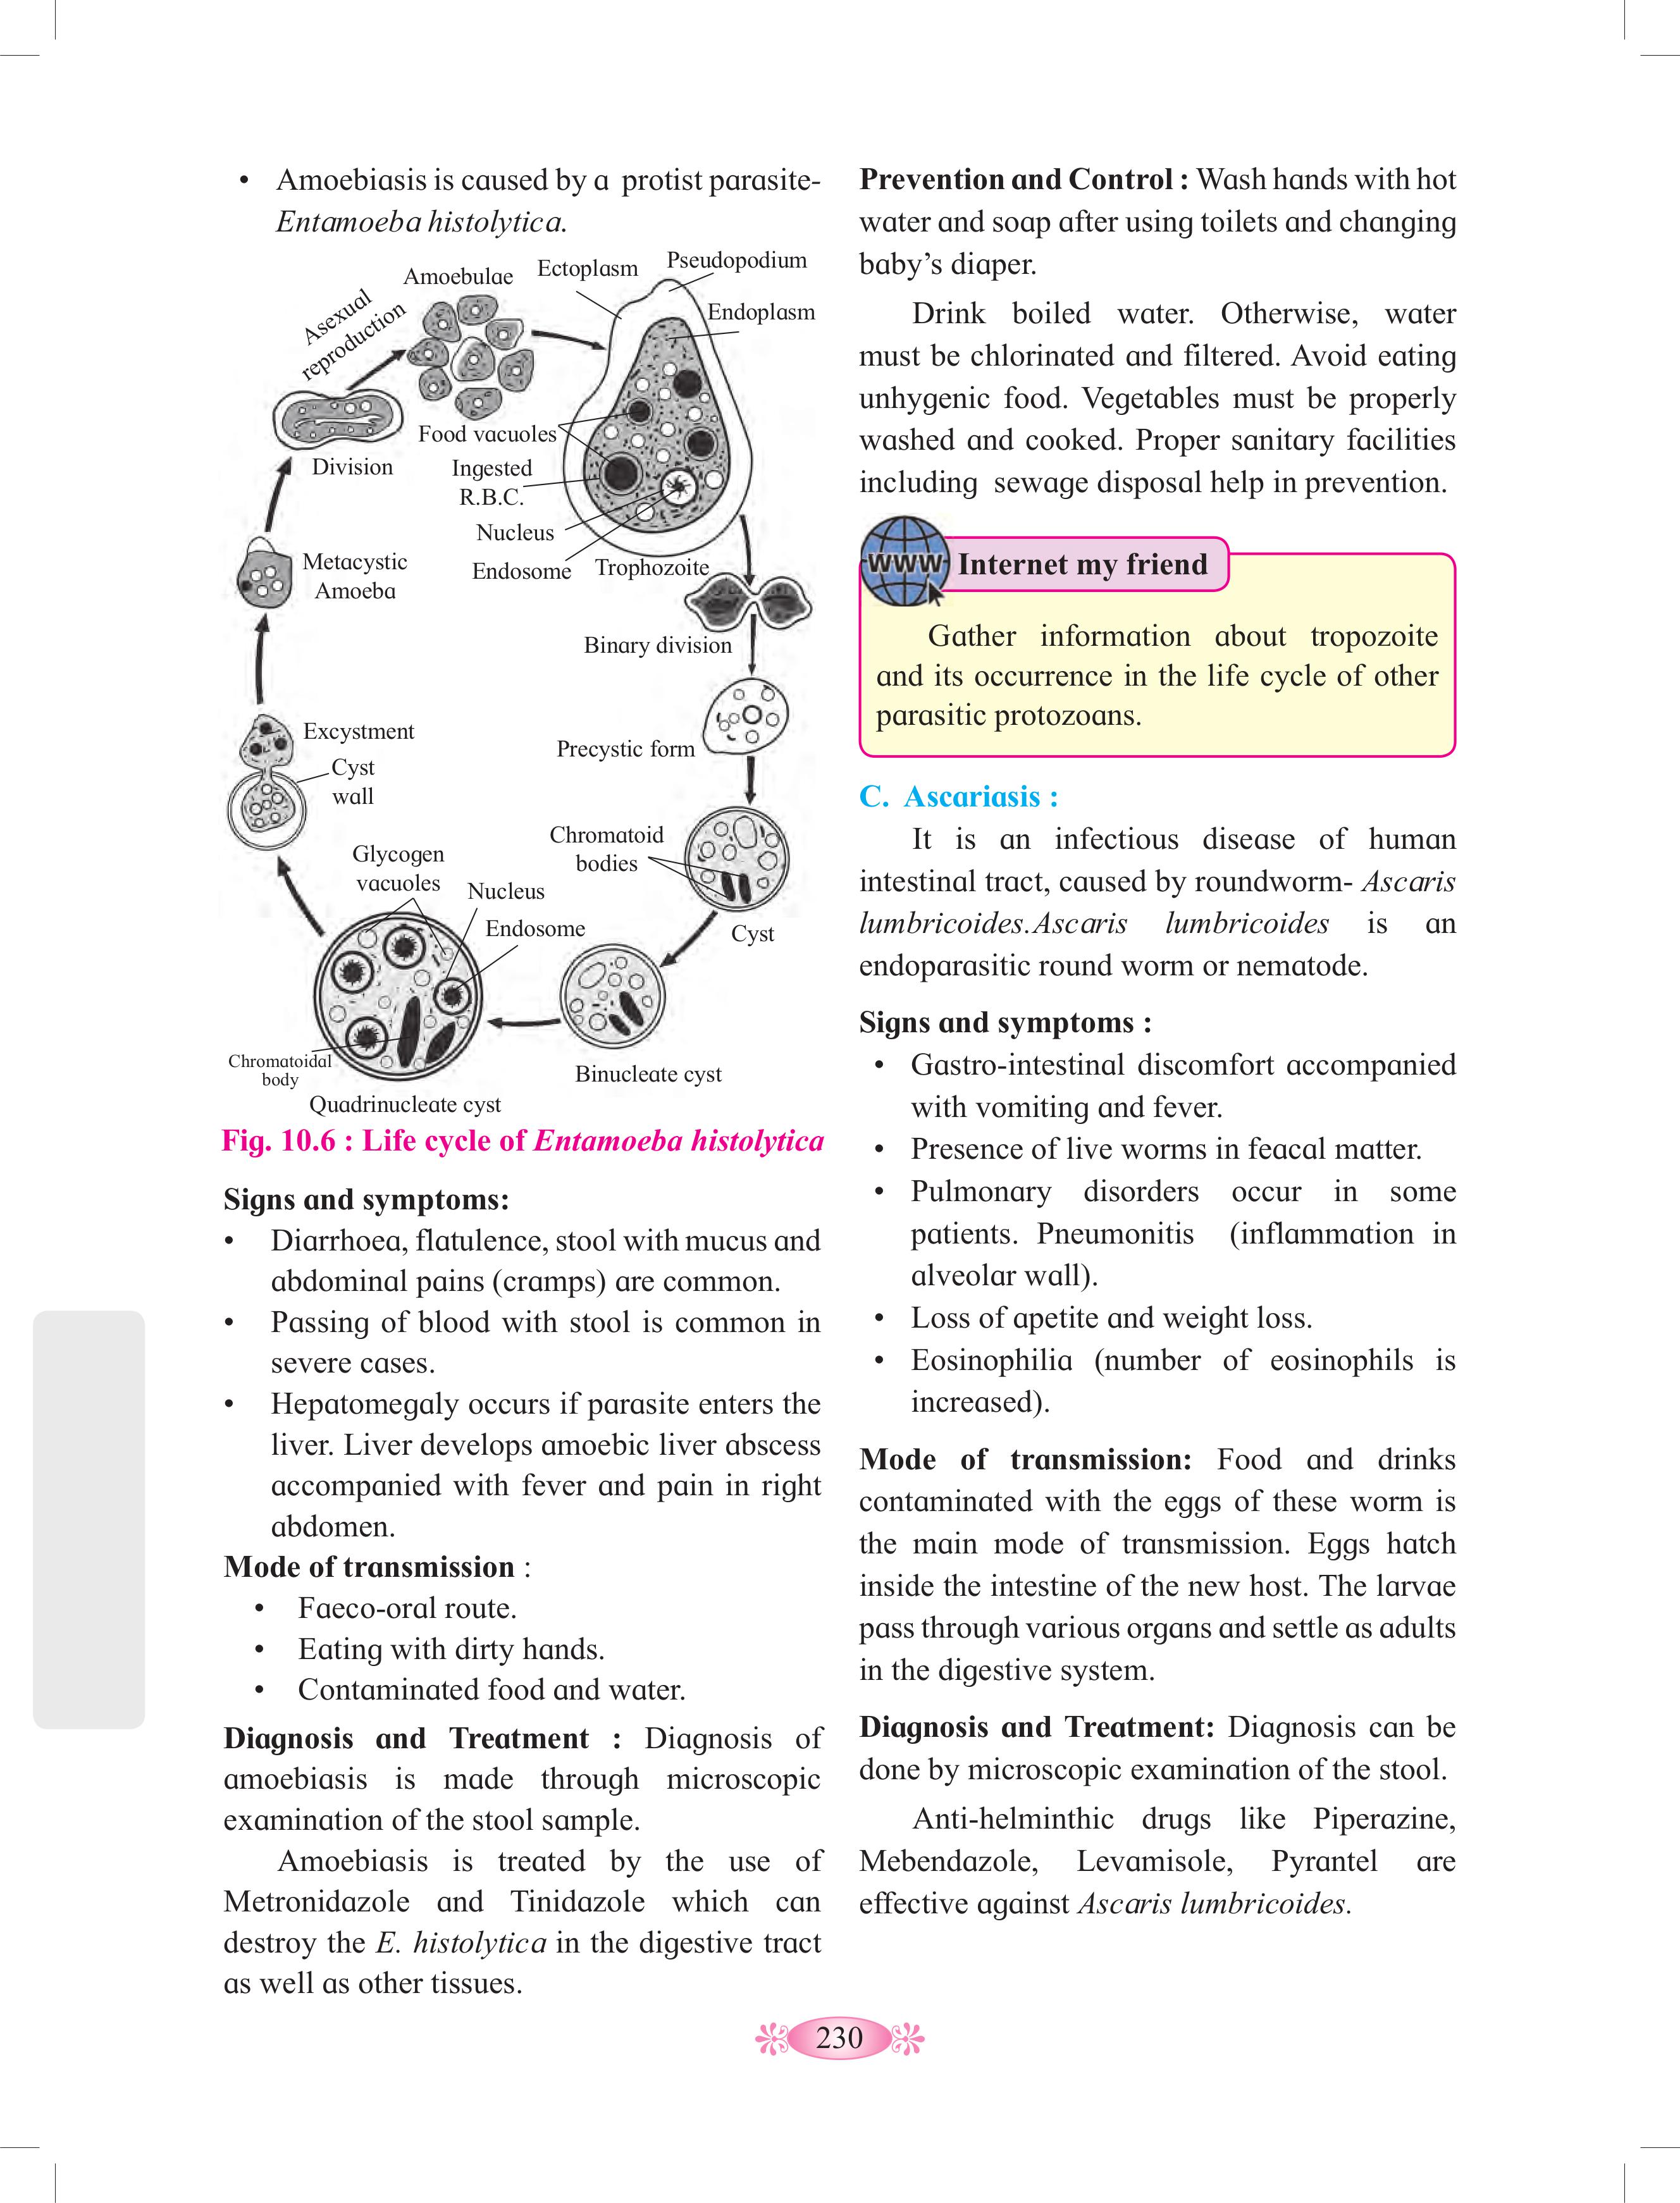 • Amoebiasis is caused by a protist parasite-
Entamoeba histolytica.
Amoebulae
Ectoplasm
Pseudopodium
Endoplasm
Asexual
reproduction
Food vacuoles
Division
Ingested
R.B.C.
Nucleus
Endosome
Trophozoite
Metacystic
Amoeba
Binary division
Excystment
Cyst
wall
Precystic form
Chromatoid
bodies
Glycogen
vacuoles
Nucleus
Endosome
Cyst
Chromatoidal
body
Binucleate cyst
Quadrinucleate cyst
Fig. 10.6 : Life cycle of Entamoeba histolytica
Signs and symptoms:
• Diarrhoea, flatulence, stool with mucus and
abdominal pains (cramps) are common.
• Passing of blood with stool is common in
severe cases.
• Hepatomegaly occurs if parasite enters the
liver. Liver develops amoebic liver abscess
accompanied with fever and pain in right
abdomen.
Mode of transmission :
• Faeco-oral route.
• Eating with dirty hands.
• Contaminated food and water.
Diagnosis and Treatment : Diagnosis of
amoebiasis is made through microscopic
examination of the stool sample.
Amoebiasis is treated by the use of
Metronidazole and Tinidazole which can
destroy the E. histolytica in the digestive tract
as well as other tissues.
Prevention and Control : Wash hands with hot
water and soap after using toilets and changing
baby’s diaper.
Drink boiled water. Otherwise, water
must be chlorinated and filtered. Avoid eating
unhygenic food. Vegetables must be properly
washed and cooked. Proper sanitary facilities
including sewage disposal help in prevention.
WWW
Internet my friend
Gather information about tropozoite
and its occurrence in the life cycle of other
parasitic protozoans.
C. Ascariasis :
It is an infectious disease of human
intestinal tract, caused by roundworm- Ascaris
lumbricoides.Ascaris lumbricoides is an
endoparasitic round worm or nematode.
Signs and symptoms :
• Gastro-intestinal discomfort accompanied
with vomiting and fever.
• Presence of live worms in feacal matter.
• Pulmonary disorders occur in some
patients. Pneumonitis (inflammation in
alveolar wall).
• Loss of apetite and weight loss.
• Eosinophilia (number of eosinophils is
increased).
Mode of transmission: Food and drinks
contaminated with the eggs of these worm is
the main mode of transmission. Eggs hatch
inside the intestine of the new host. The larvae
pass through various organs and settle as adults
in the digestive system.
Diagnosis and Treatment: Diagnosis can be
done by microscopic examination of the stool.
Anti-helminthic drugs like Piperazine,
Mebendazole, Levamisole, Pyrantel are
effective against Ascaris lumbricoides.
230